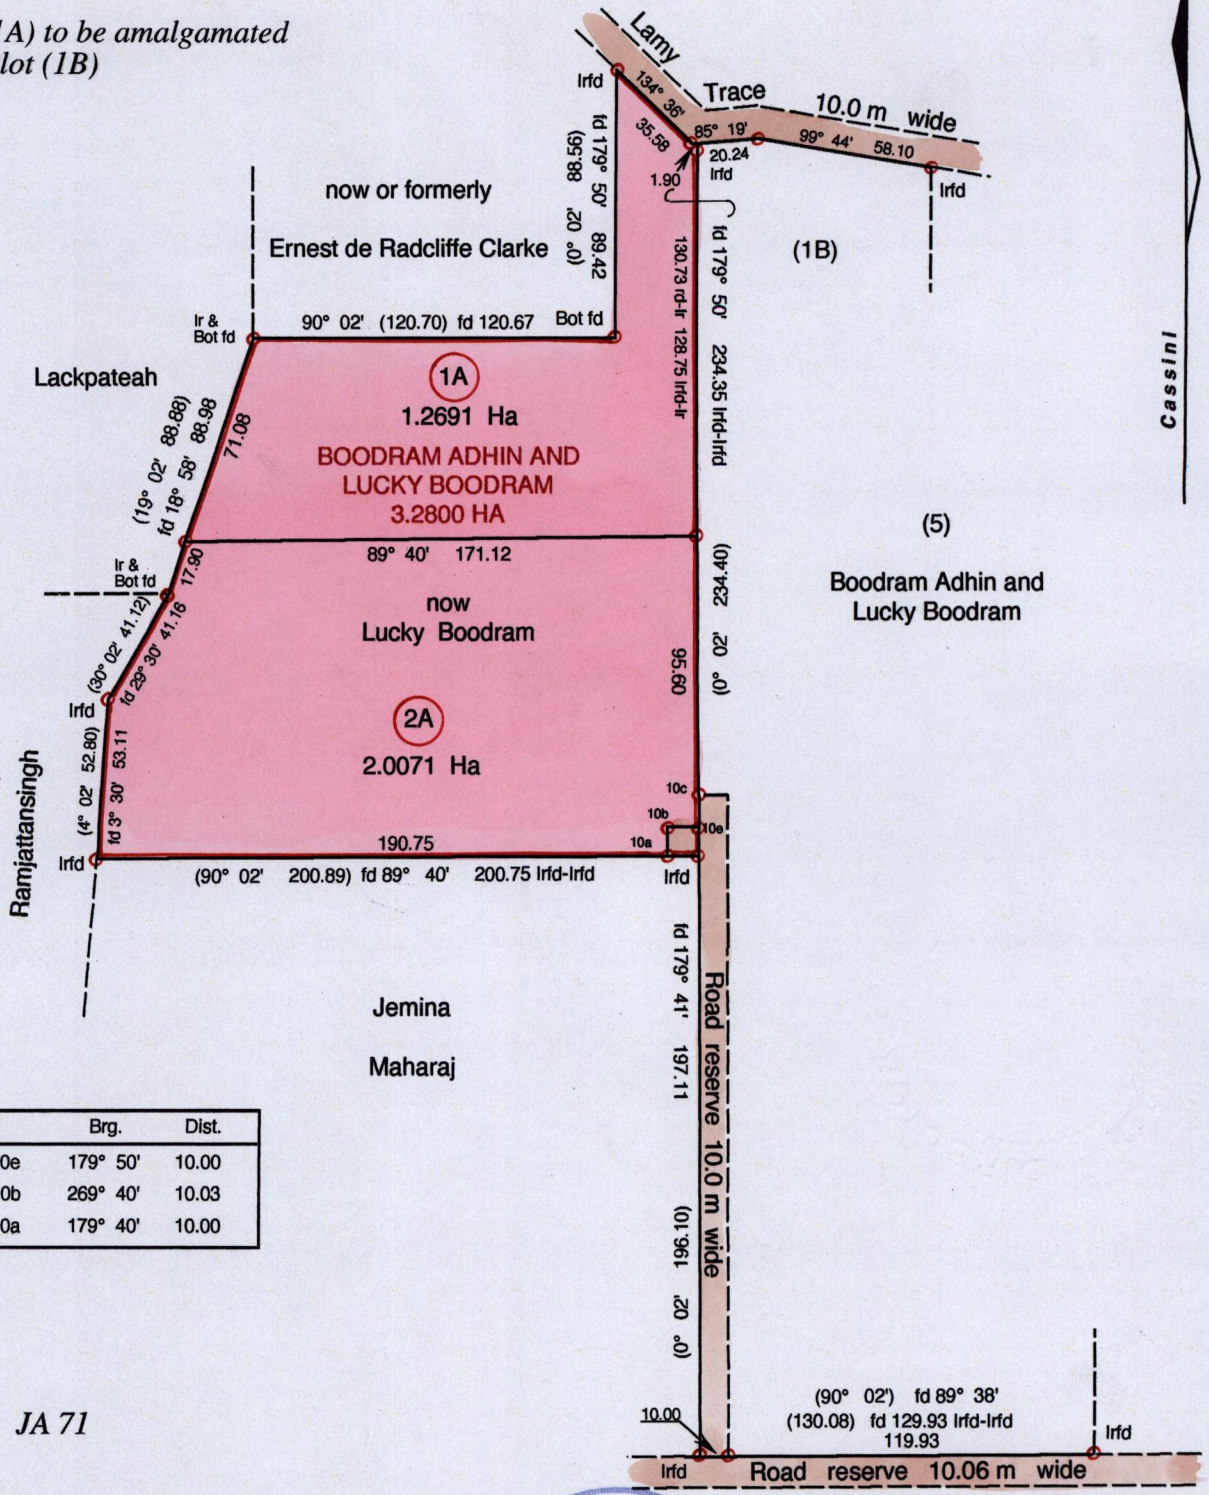 1A) to be amalgamated
lot (1B)
Lamy
Trace
10.0 m wide
Irfd
134° 36'
35.58
85° 19'
20.24
Irfd
99° 44' 58.10
Irfd
1.90
fd 179° 50' 89.42
(0° 02' 95.88)
now or formerly
Ernest de Radcliffe Clarke
(1B)
130.73 rd-Ir 128.75 Irfd-Ir
fd 179° 50' 234.35 Irfd-Irfd
(0° 02' 234.40)
Ir &
Bot fd
90° 02' (120.70) fd 120.67
Bot fd
Cassini
Lackpateah
1A
1.2691 Ha
BOODRAM ADHIN AND
LUCKY BOODRAM
3.2800 HA
(19° 02' 88.88)
fd 18° 58' 88.98
71.08
(5)
Boodram Adhin and
Lucky Boodram
89° 40' 171.12
Ir &
Bot fd
17.90
now
Lucky Boodram
(30° 02' 41.12)
fd 29° 30' 41.16
95.60
Irfd
2A
2.0071 Ha
(4° 02' 52.80)
fd 3° 30' 53.11
Ramjattansingh
10c
10b
10e
10a
190.75
Irfd
(90° 02' 200.89) fd 89° 40' 200.75 Irfd-Irfd
Irfd
fd 179° 41' 197.11
(0° 02' 196.10)
Road reserve 10.0 m wide
Jemina
Maharaj
Brg. Dist.
0e 179° 50' 10.00
0b 269° 40' 10.03
0a 179° 40' 10.00
JA 71
(90° 02') fd 89° 38'
(130.08) fd 129.93 Irfd-Irfd
119.93
10.00
Irfd
Irfd
Road reserve 10.06 m wide